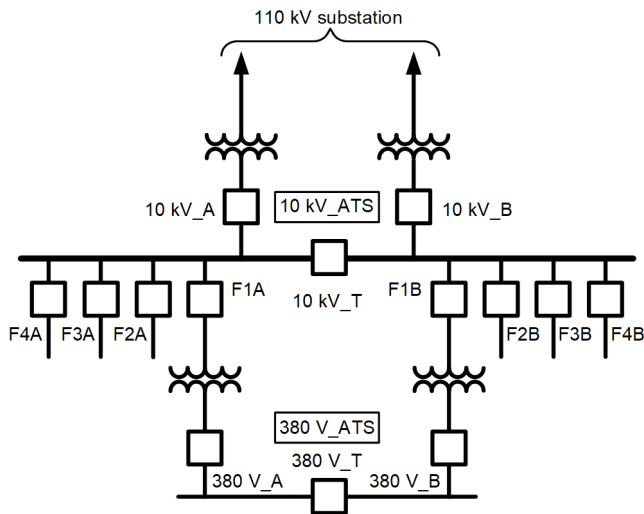 110 kV substation
10 kV_A
10 kV_ATS
10 kV_B
F4A
F3A
F2A
F1A
10 kV_T
F1B
F2B
F3B
F4B
380 V_ATS
380 V_T
380 V_A
380 V_B